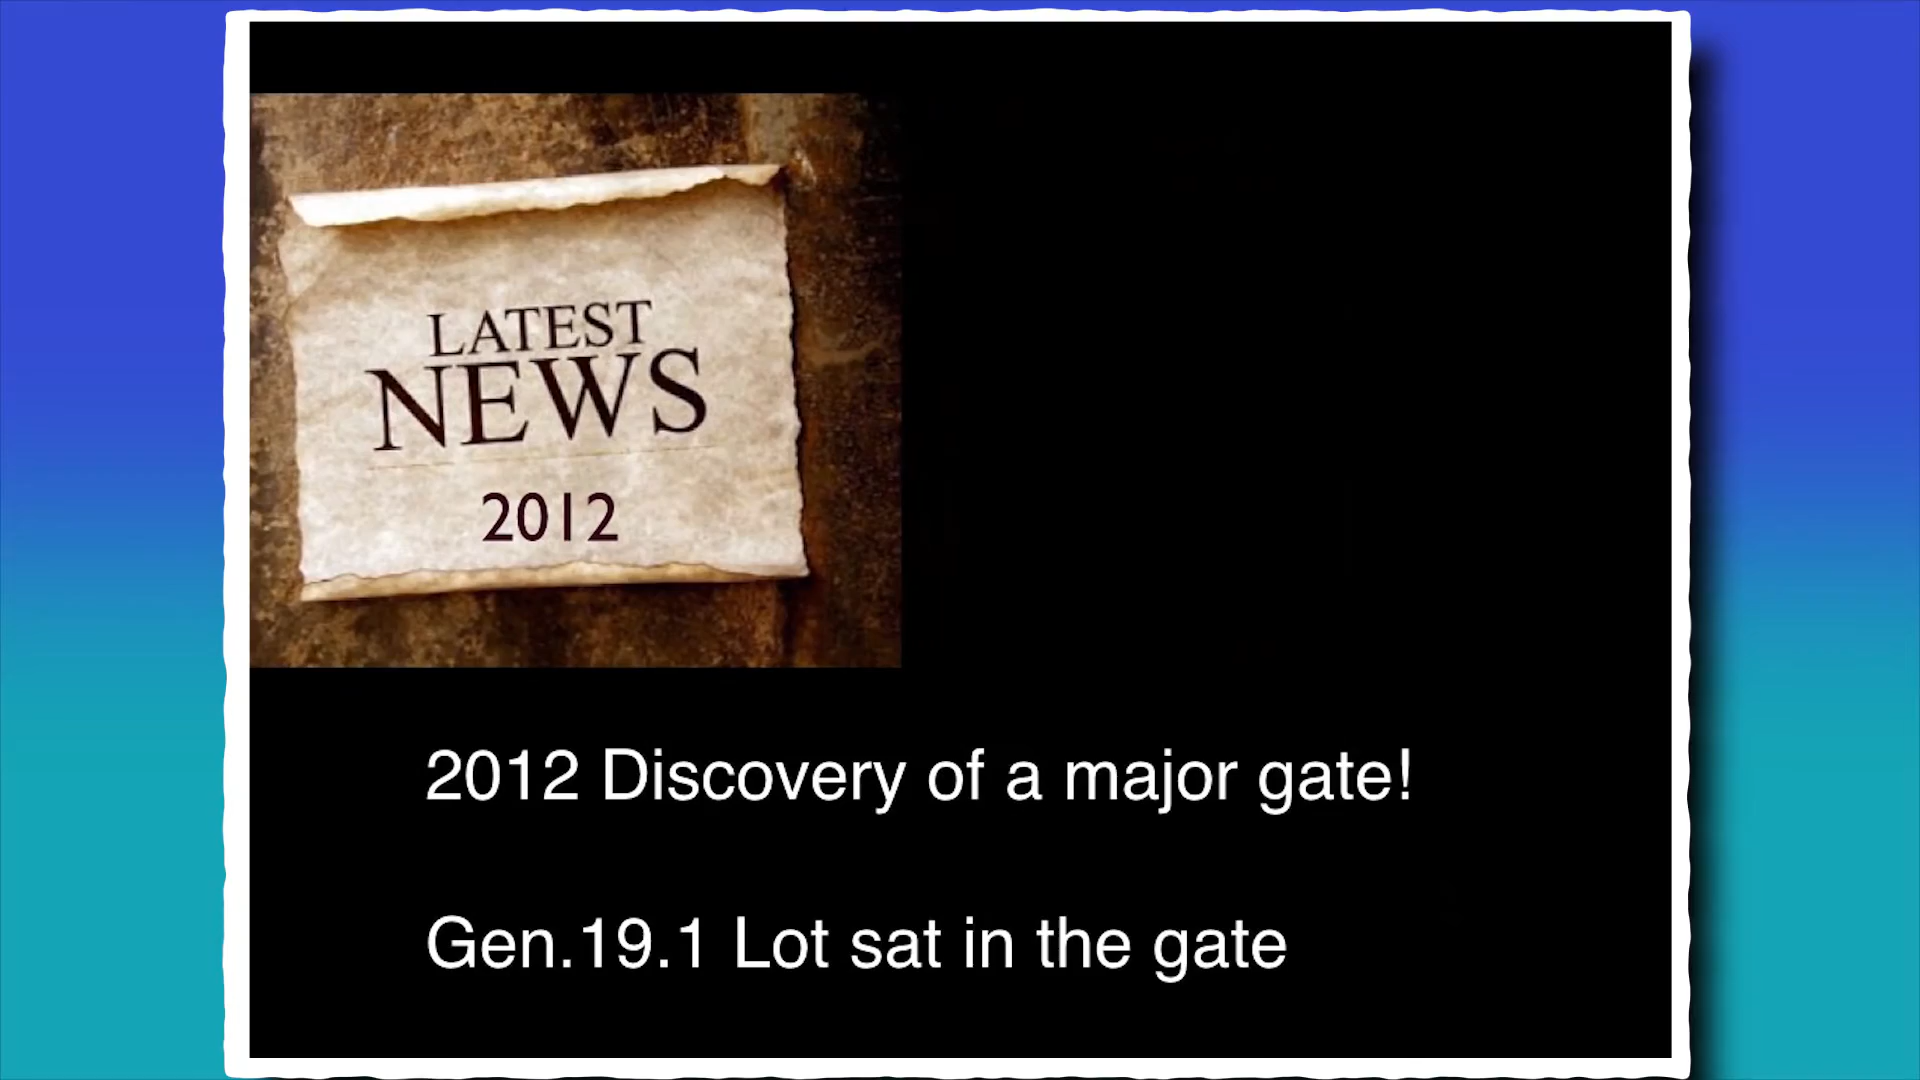 LATEST
NEWS
2012
2012 Discovery of a major gate!
Gen.19.1 Lot sat in the gate